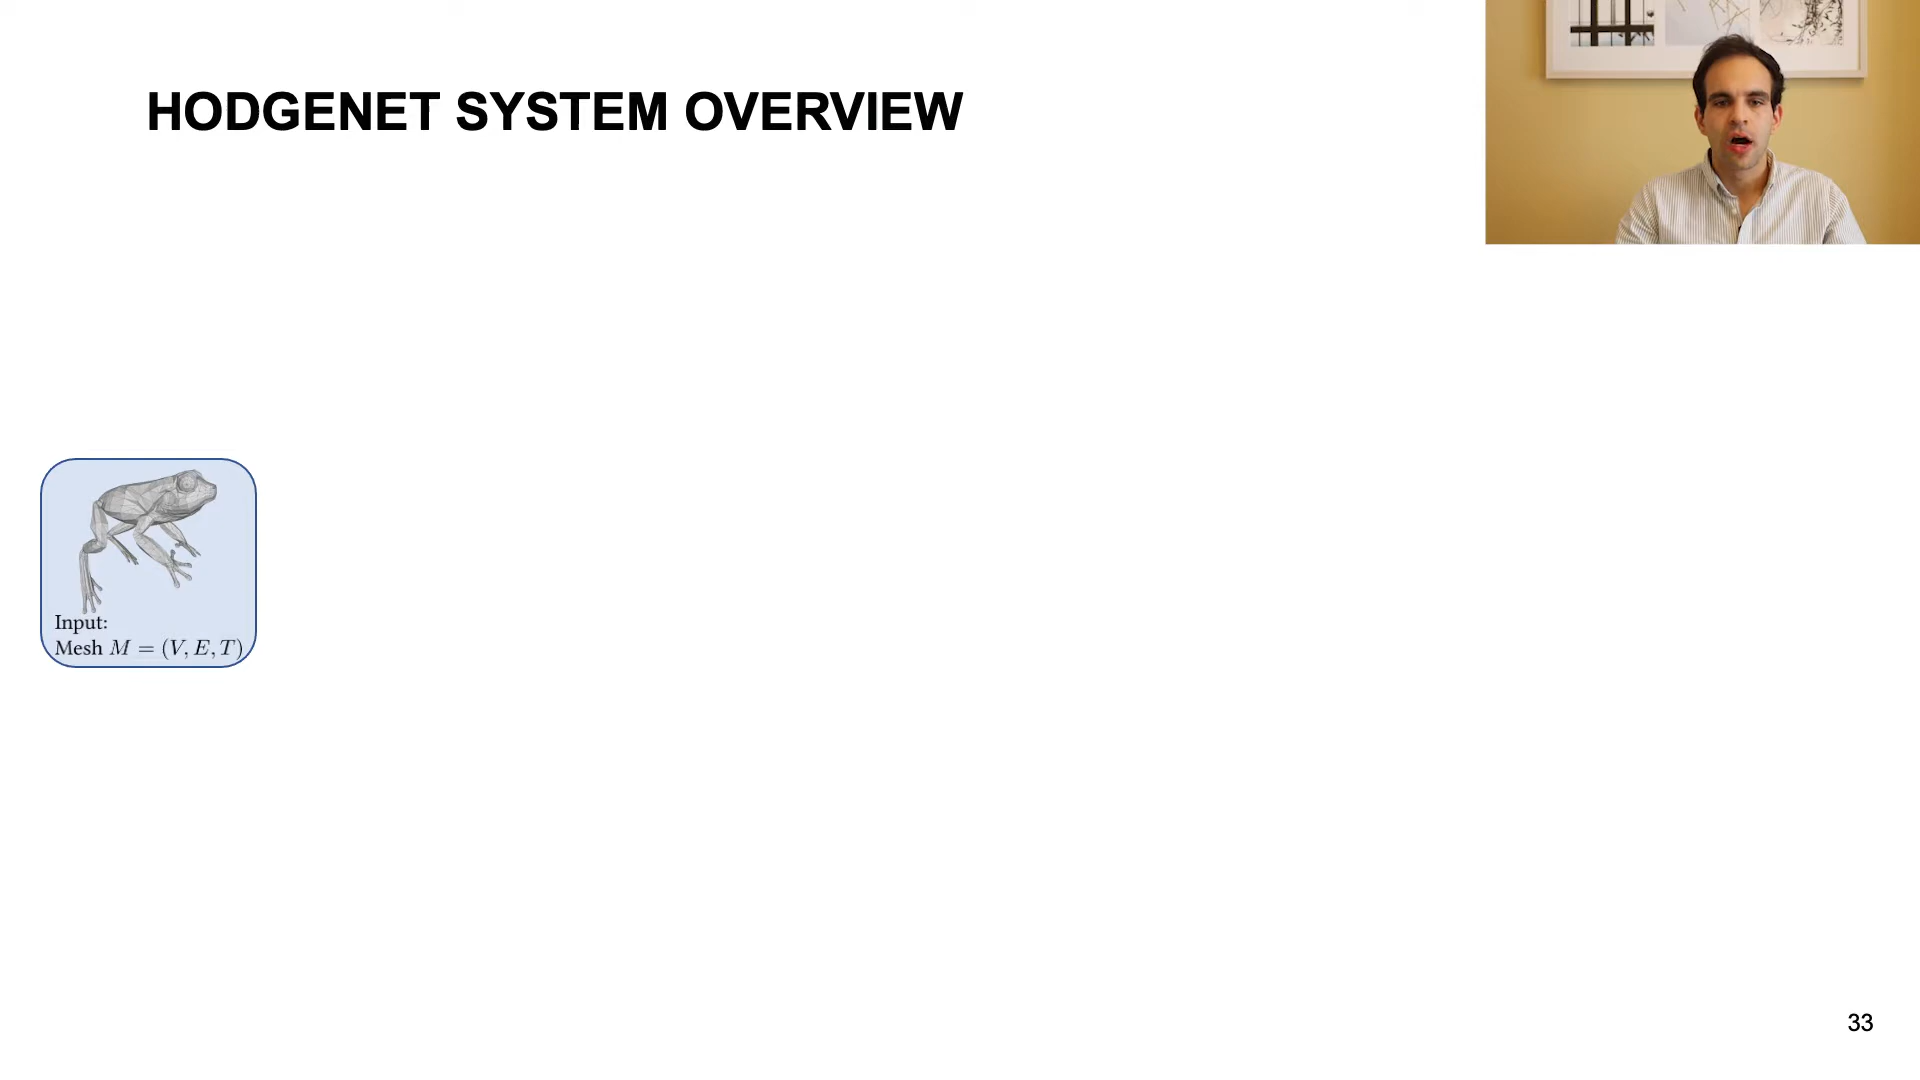 HODGENET SYSTEM OVERVIEW
Input:
Mesh M = (V, E, T)
33